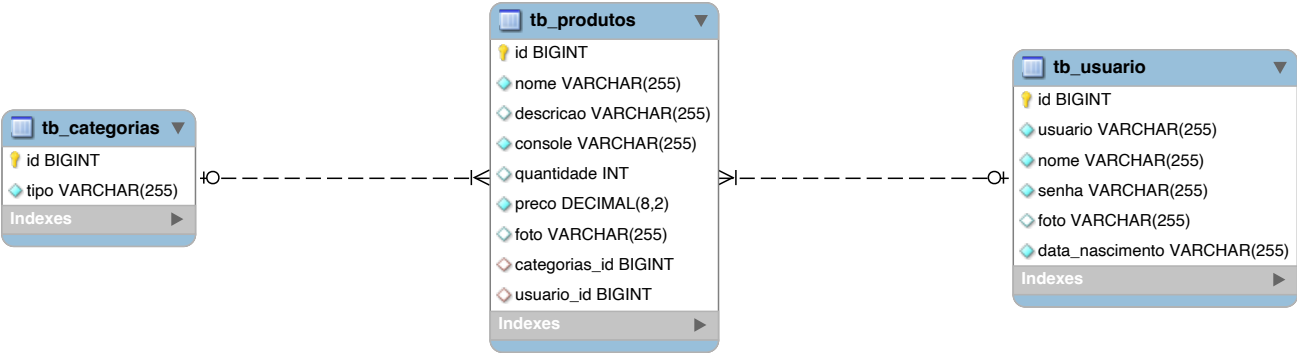 tb_categorias
id BIGINT
tipo VARCHAR(255)
Indexes
tb_produtos
id BIGINT
nome VARCHAR(255)
descricao VARCHAR(255)
console VARCHAR(255)
quantidade INT
preco DECIMAL(8,2)
foto VARCHAR(255)
categorias_id BIGINT
usuario_id BIGINT
Indexes
tb_usuario
id BIGINT
usuario VARCHAR(255)
nome VARCHAR(255)
senha VARCHAR(255)
foto VARCHAR(255)
data_nascimento VARCHAR(255)
Indexes